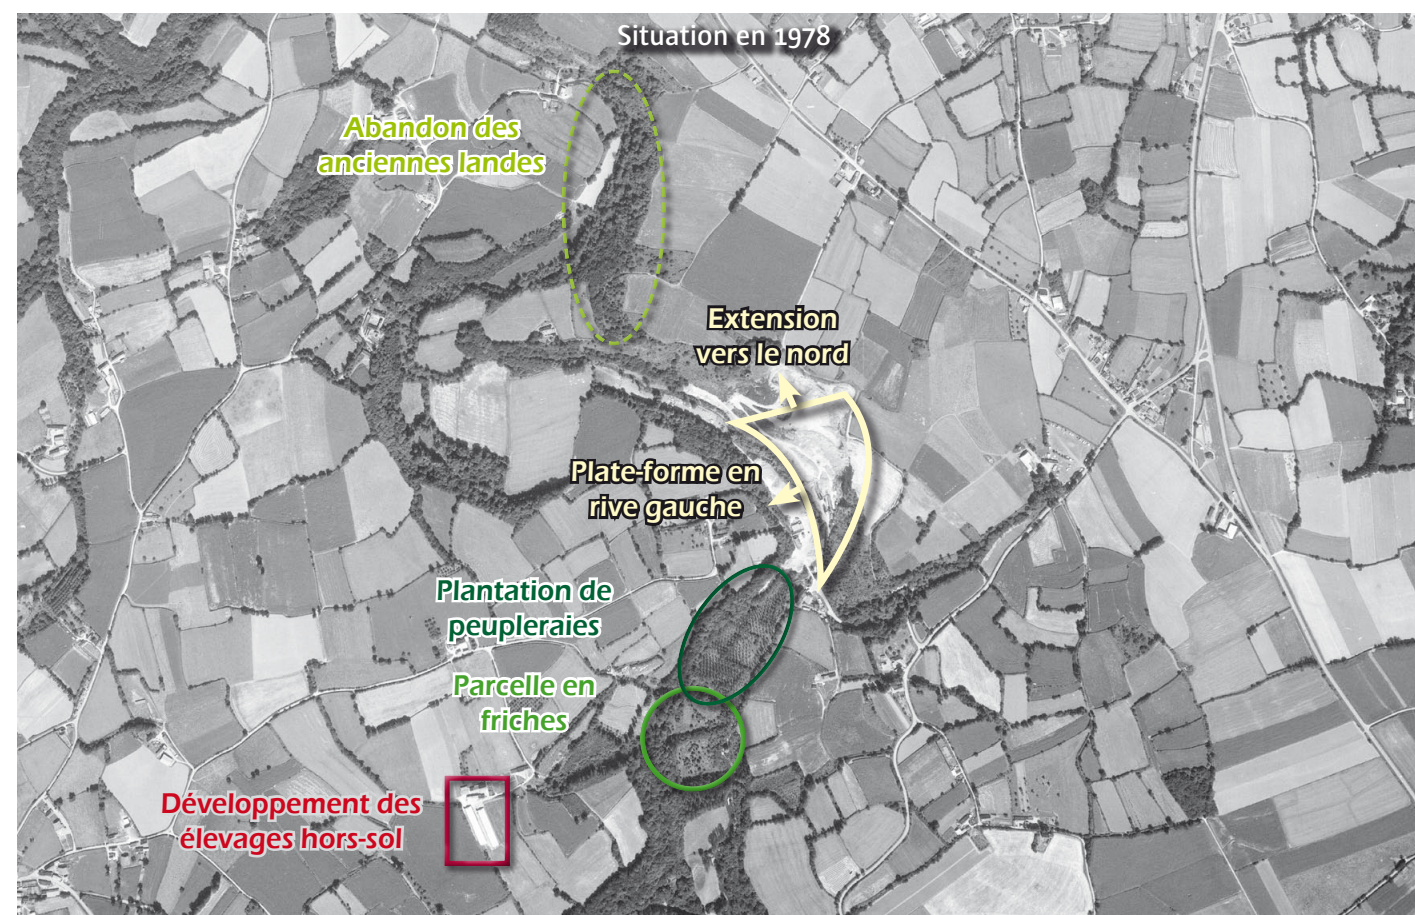 Situation en 1978
Abandon des
anciennes landes
Extension
vers le nord
Plate-forme en
rive gauche
Plantation de
peupleraies
Parcelle en
friches
Développement des
élevages hors-sol